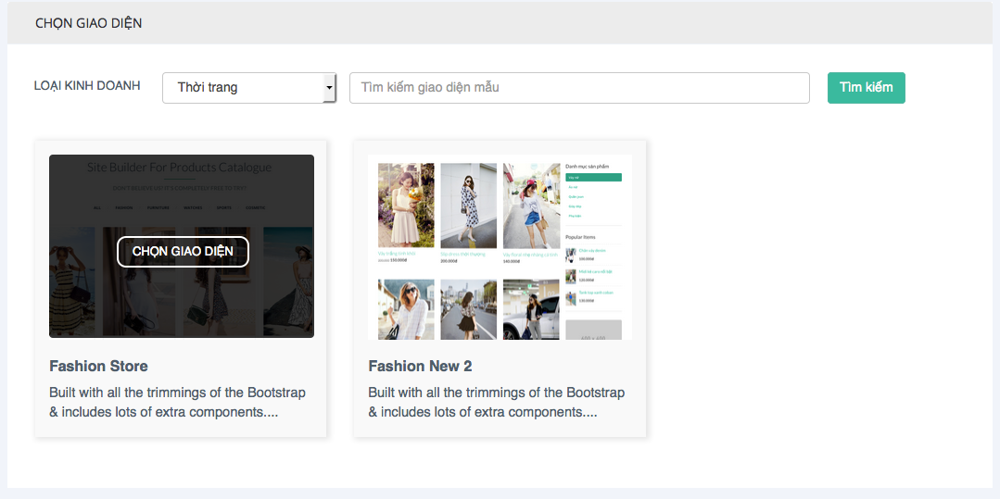 CHỌN GIAO DIỆN
LOẠI KINH DOANH
Thời trang
Tìm kiếm giao diện mẫu
Tìm kiếm
Site Builder For Products Catalogue
DON'T BELIEVE US? IT'S COMPLETELY FREE TO TRY!
ALL FASHION FURNITURE WATCHES SPORTS COSMETIC
CHỌN GIAO DIỆN
Fashion Store
Built with all the trimmings of the Bootstrap
& includes lots of extra components....
Danh mục sản phẩm
Popular Items
Fashion New 2
Built with all the trimmings of the Bootstrap
& includes lots of extra components....